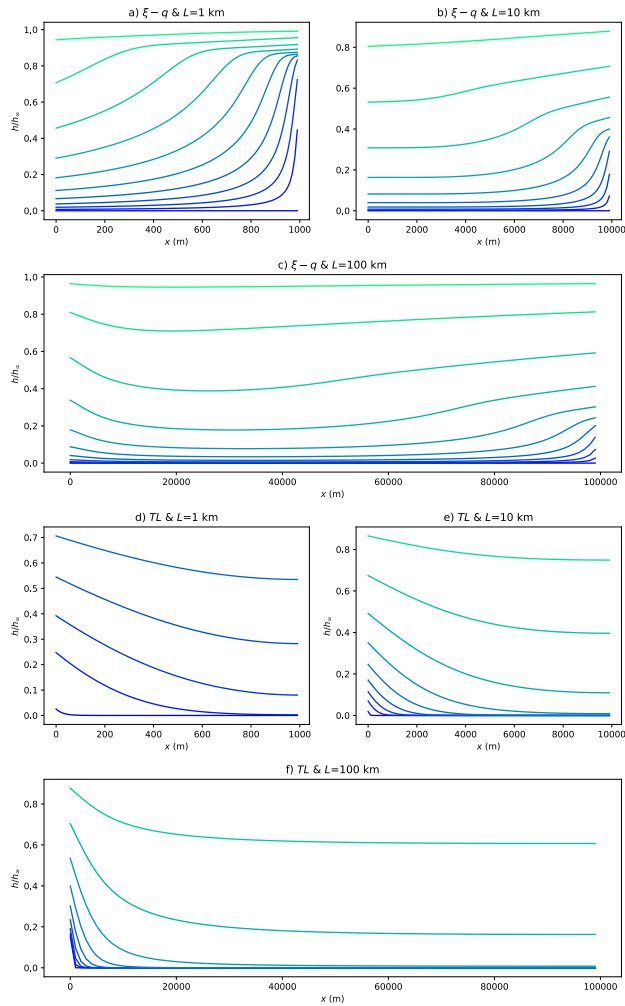 a) ξ − q & L=1 km
h/h∞
1.0
0.8
0.6
0.4
0.2
0.0
0 200 400 600 800 1000
x (m)
b) ξ − q & L=10 km
h/h∞
0.8
0.6
0.4
0.2
0.0
0 2000 4000 6000 8000 10000
x (m)
c) ξ − q & L=100 km
h/h∞
1.0
0.8
0.6
0.4
0.2
0.0
0 20000 40000 60000 80000 100000
x (m)
d) TL & L=1 km
h/h∞
0.7
0.6
0.5
0.4
0.3
0.2
0.1
0.0
0 200 400 600 800 1000
x (m)
e) TL & L=10 km
h/h∞
0.8
0.6
0.4
0.2
0.0
0 2000 4000 6000 8000 10000
x (m)
f) TL & L=100 km
h/h∞
0.8
0.6
0.4
0.2
0.0
0 20000 40000 60000 80000 100000
x (m)